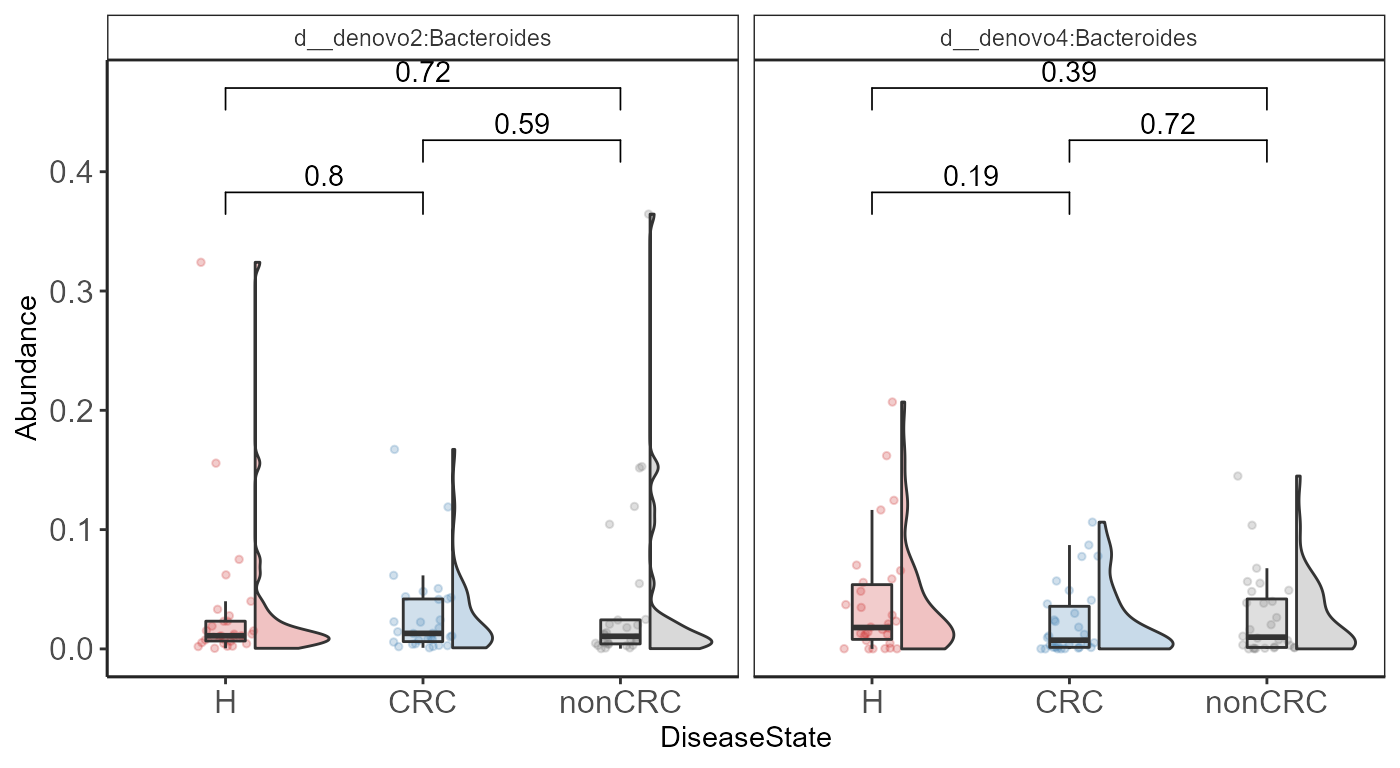 d__denovo2:Bacteroides
d__denovo4:Bacteroides
0.72
0.59
0.8
0.39
0.72
0.19
Abundance
0.4
0.3
0.2
0.1
0.0
H CRC nonCRC
H CRC nonCRC
DiseaseState